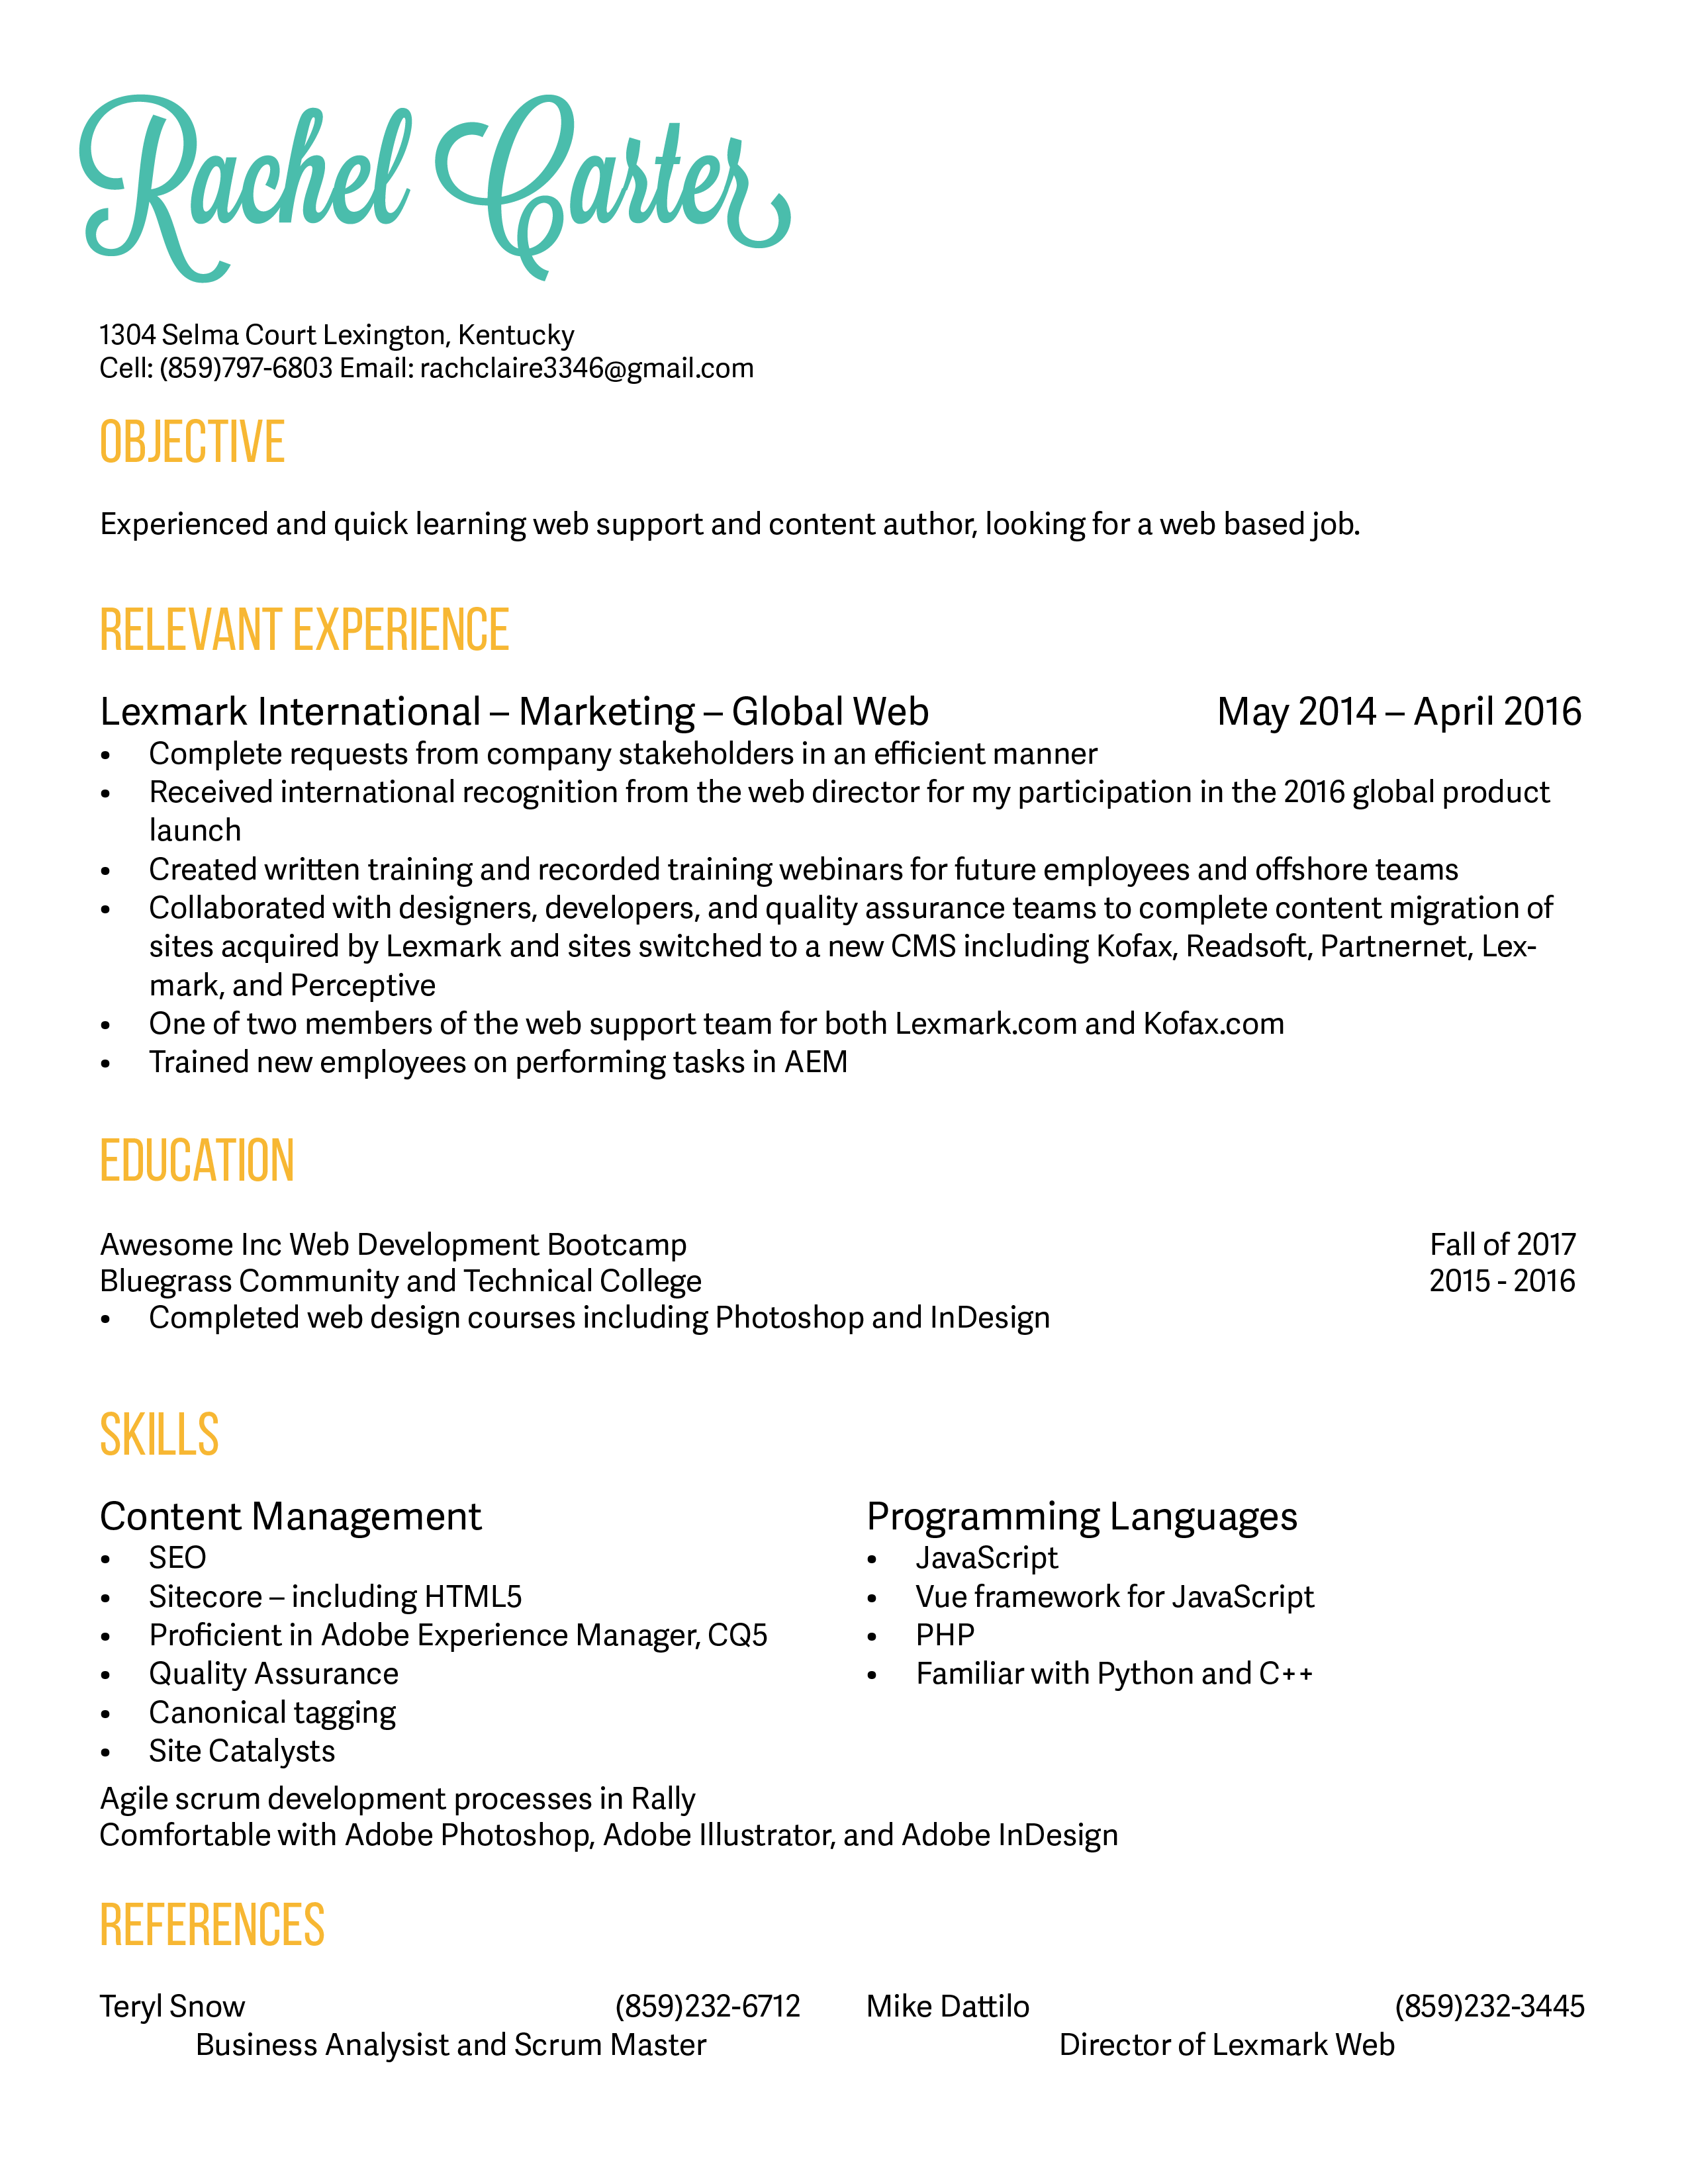 Rachel Carter
1304 Selma Court Lexington, Kentucky
Cell: (859)797-6803 Email: rachclaire3346@gmail.com
OBJECTIVE
Experienced and quick learning web support and content author, looking for a web based job.
RELEVANT EXPERIENCE
Lexmark International – Marketing – Global Web May 2014 – April 2016
• Complete requests from company stakeholders in an efficient manner
• Received international recognition from the web director for my participation in the 2016 global product
launch
• Created written training and recorded training webinars for future employees and offshore teams
• Collaborated with designers, developers, and quality assurance teams to complete content migration of
sites acquired by Lexmark and sites switched to a new CMS including Kofax, Readsoft, Partnernet, Lex-
mark, and Perceptive
• One of two members of the web support team for both Lexmark.com and Kofax.com
• Trained new employees on performing tasks in AEM
EDUCATION
Awesome Inc Web Development Bootcamp Fall of 2017
Bluegrass Community and Technical College 2015 - 2016
• Completed web design courses including Photoshop and InDesign
SKILLS
Content Management
• SEO
• Sitecore – including HTML5
• Proficient in Adobe Experience Manager, CQ5
• Quality Assurance
• Canonical tagging
• Site Catalysts
Programming Languages
• JavaScript
• Vue framework for JavaScript
• PHP
• Familiar with Python and C++
Agile scrum development processes in Rally
Comfortable with Adobe Photoshop, Adobe Illustrator, and Adobe InDesign
REFERENCES
Teryl Snow (859)232-6712
Business Analysist and Scrum Master
Mike Dattilo (859)232-3445
Director of Lexmark Web